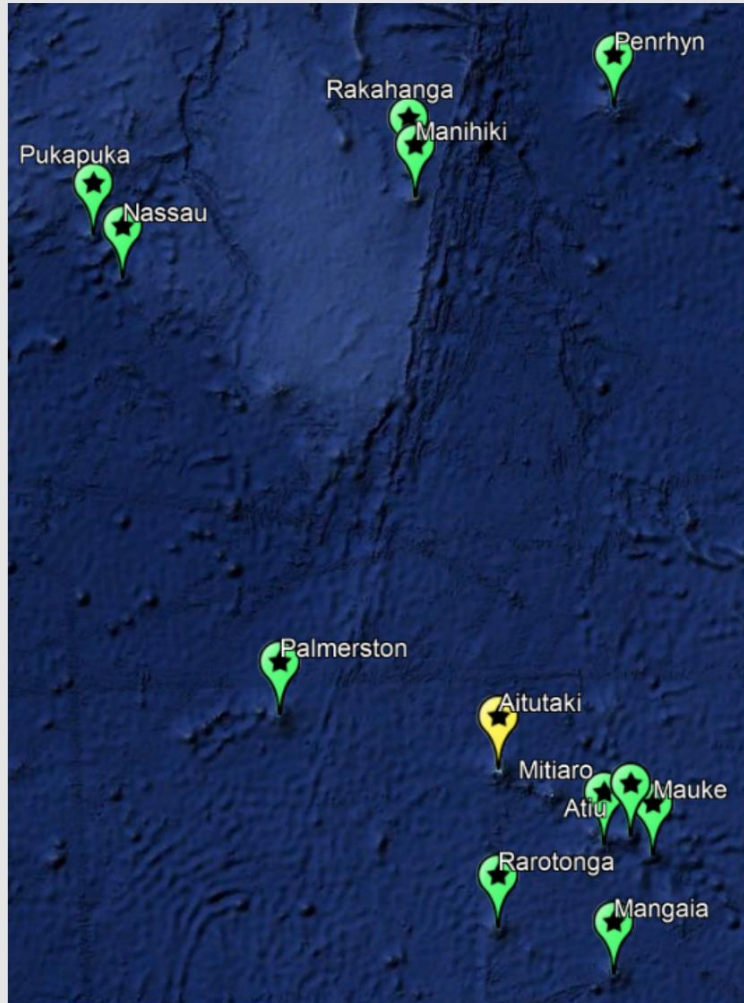 Penrhyn
Rakahanga
Manihiki
Pukapuka
Nassau
Palmerston
Aitutaki
Mitiaro
Mauke
Atiu
Rarotonga
Mangaia